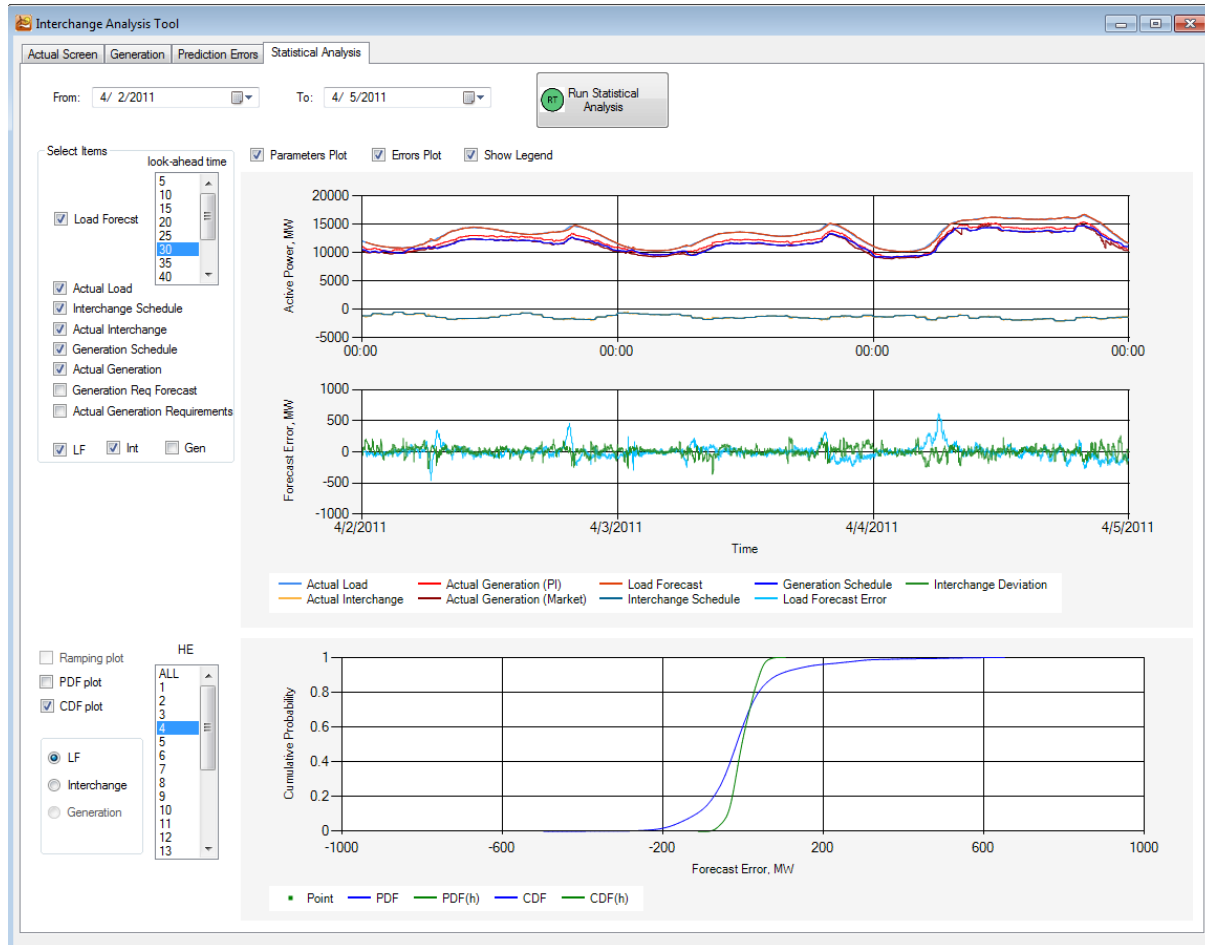 Interchange Analysis Tool
Actual Screen Generation Prediction Errors Statistical Analysis
From: 4/ 2/2011 To: 4/ 5/2011 RT Run Statistical
Analysis
Select Items
look-ahead time
Parameters Plot Errors Plot Show Legend
5
10
15
Load Forecst 20
25
30
35
40
Actual Load
Interchange Schedule
Actual Interchange
Generation Schedule
Actual Generation
Generation Req Forecast
Actual Generation Requirements
LF Int Gen
Active Power, MW
20000
15000
10000
5000
0
-5000
00:00 00:00 00:00 00:00
Forecast Error, MW
1000
500
0
-500
-1000
4/2/2011 4/3/2011 4/4/2011 4/5/2011
Time
Actual Load Actual Generation (PI) Load Forecast Generation Schedule Interchange Deviation
Actual Interchange Actual Generation (Market) Interchange Schedule Load Forecast Error
Ramping plot
PDF plot
CDF plot
LF
Interchange
Generation
HE
ALL
1
2
3
4
5
6
7
8
9
10
11
12
13
Cumulative Probability
1
0.8
0.6
0.4
0.2
0
-1000 -600 -200 200 600 1000
Forecast Error, MW
Point PDF PDF(h) CDF CDF(h)